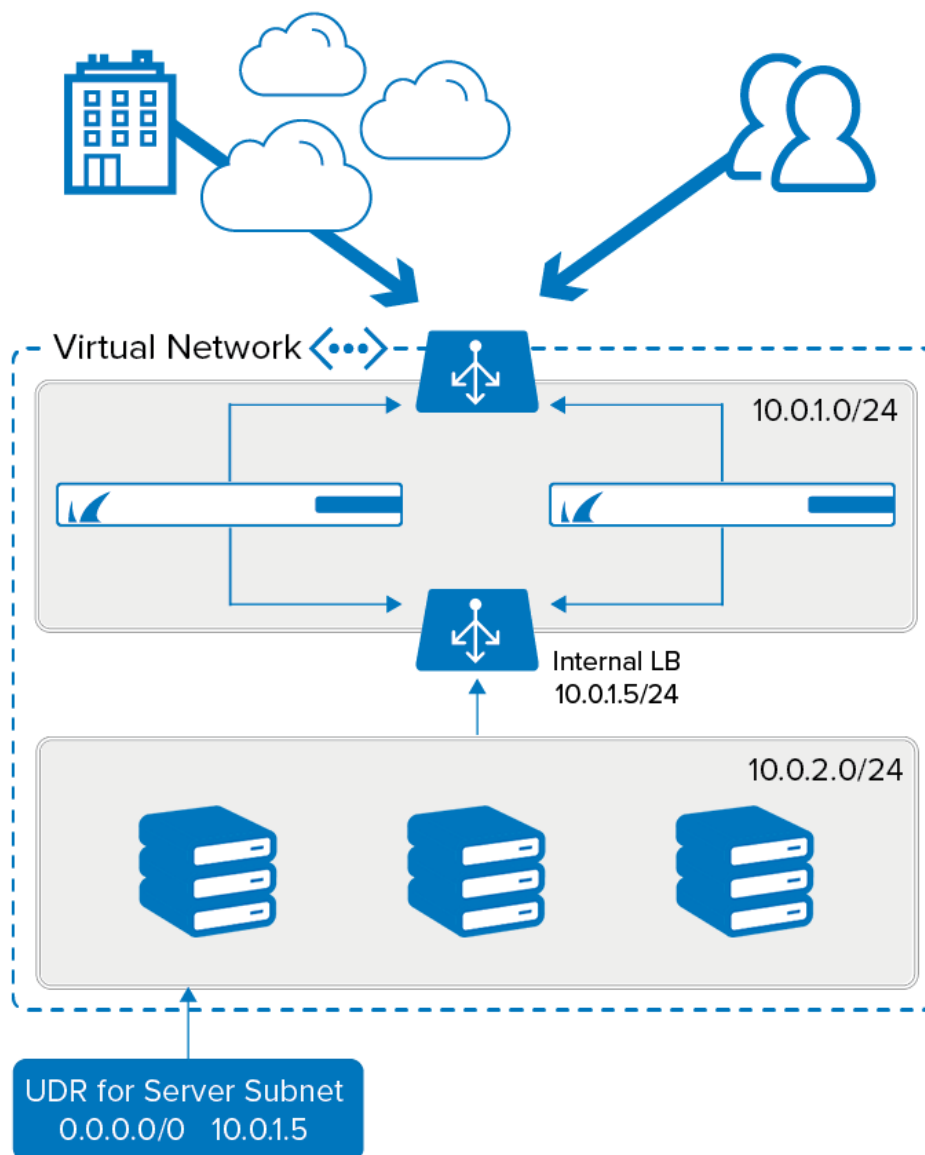 Virtual Network
10.0.1.0/24
Internal LB
10.0.1.5/24
10.0.2.0/24
UDR for Server Subnet
0.0.0.0/0 10.0.1.5